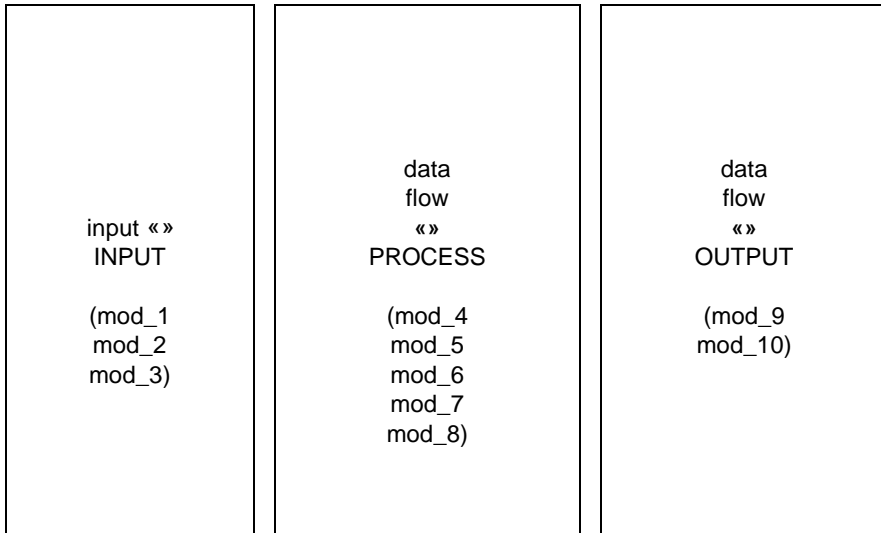 input «»
INPUT
(mod_1
mod_2
mod_3)
data
flow
«»
PROCESS
(mod_4
mod_5
mod_6
mod_7
mod_8)
data
flow
«»
OUTPUT
(mod_9
mod_10)